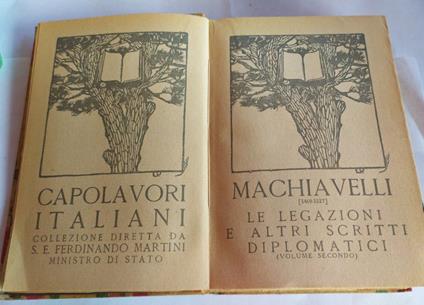 CAPOLAVORI
ITALIANI
COLLEZIONE DIRETTA DA
S. E. FERDINANDO MARTINI
MINISTRO DI STATO
MACHIAVELLI
[1469-1527]
LE LEGAZIONI
E ALTRI SCRITTI
DIPLOMATICI
(VOLUME SECONDO)